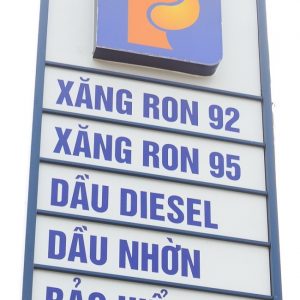 XĂNG RON 92
XĂNG RON 95
DẦU DIESEL
DẦU NHỜN